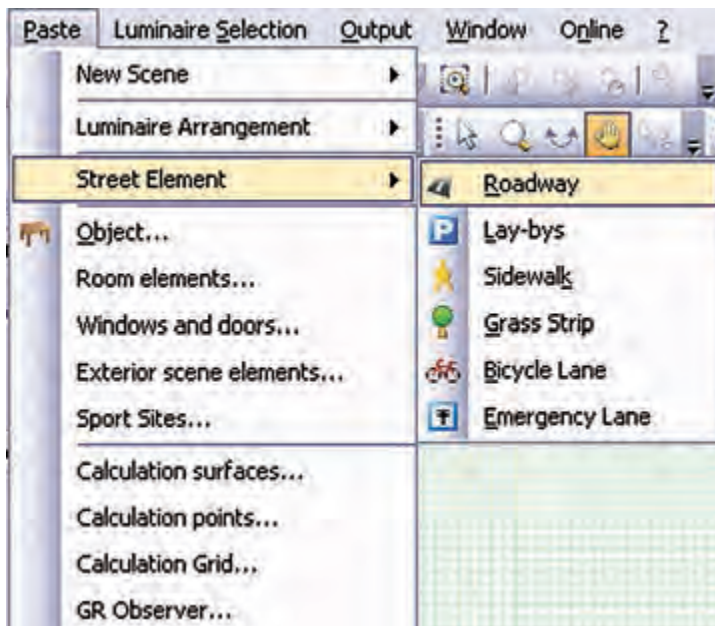 Paste Luminaire Selection Output Window Online ?
New Scene
Luminaire Arrangement
Street Element
Object...
Room elements...
Windows and doors...
Exterior scene elements...
Sport Sites...
Calculation surfaces...
Calculation points...
Calculation Grid...
GR Observer...
Roadway
Lay-bys
Sidewalk
Grass Strip
Bicycle Lane
Emergency Lane